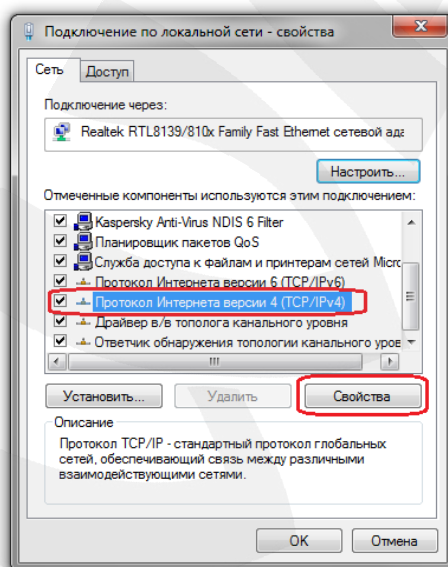 Подключение по локальной сети - свойства
Сеть Доступ
Подключение через:
Realtek RTL8139/810x Family Fast Ethernet сетевой ада
Настроить...
Отмеченные компоненты используются этим подключением:
Kaspersky Anti-Virus NDIS 6 Filter
Планировщик пакетов QoS
Служба доступа к файлам и принтерам сетей Micro
Протокол Интернета версии 6 (TCP/IPv6)
Протокол Интернета версии 4 (TCP/IPv4)
Драйвер в/в тополога канального уровня
Ответчик обнаружения топологии канального уров
Установить... Удалить Свойства
Описание
Протокол TCP/IP - стандартный протокол глобальных
сетей, обеспечивающий связь между различными
взаимодействующими сетями.
OK Отмена